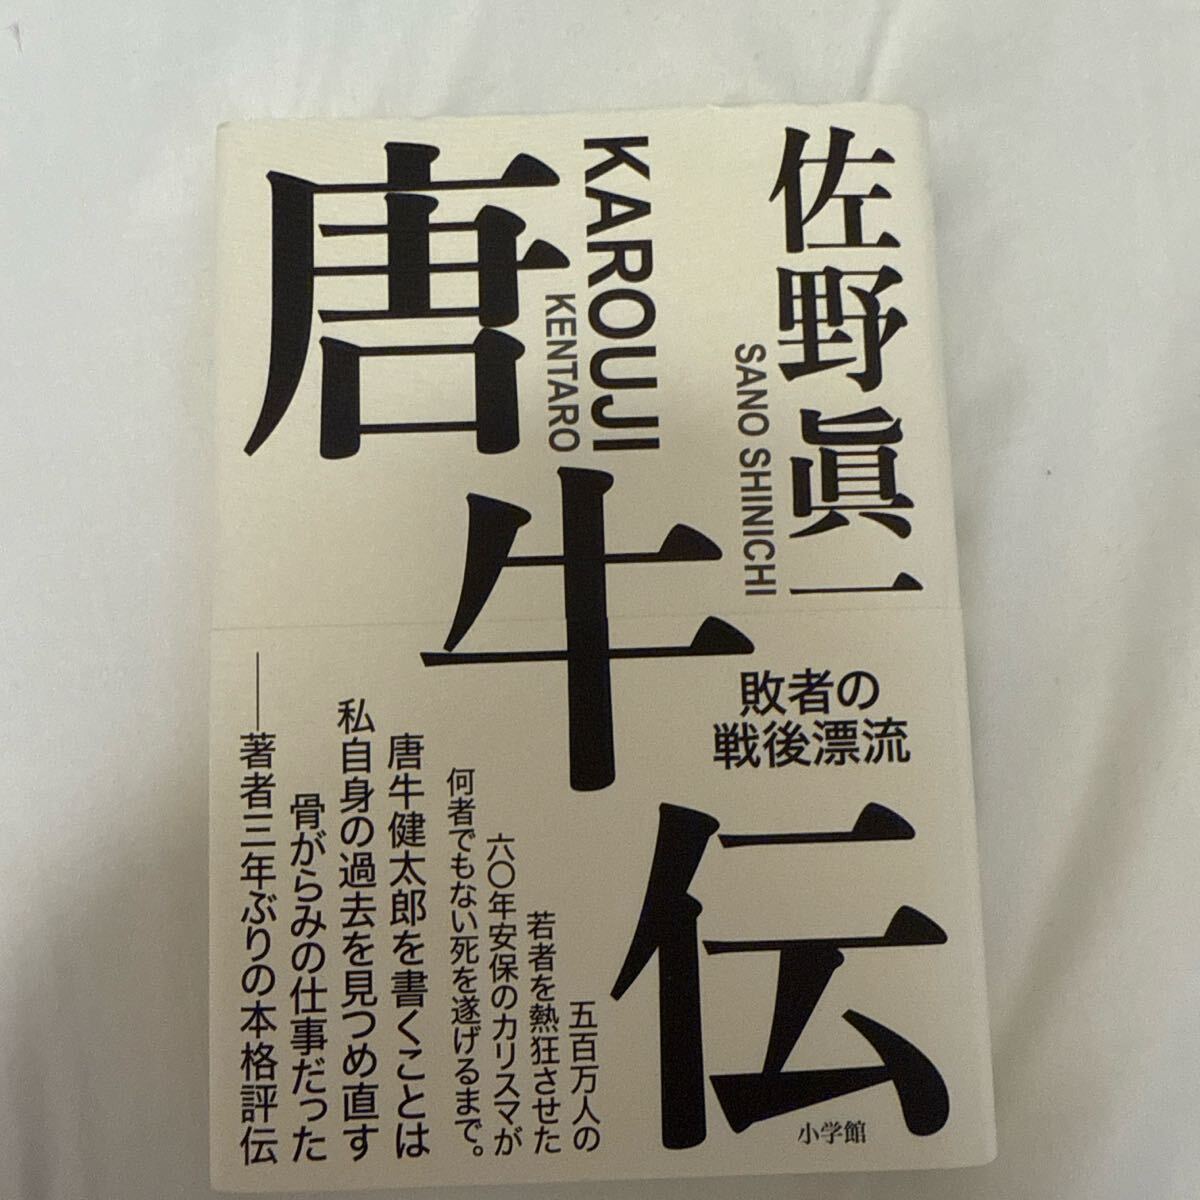 佐野眞一
SANO SHINICHI
KAROUJI
KENTARO
唐牛伝
敗者の
戦後漂流
五百万人の
若者を熱狂させた
六〇年安保のカリスマが
何者でもない死を遂げるまで。
唐牛健太郎を書くことは
私自身の過去を見つめ直す
骨がらみの仕事だった
——著者三年ぶりの本格評伝
小学館